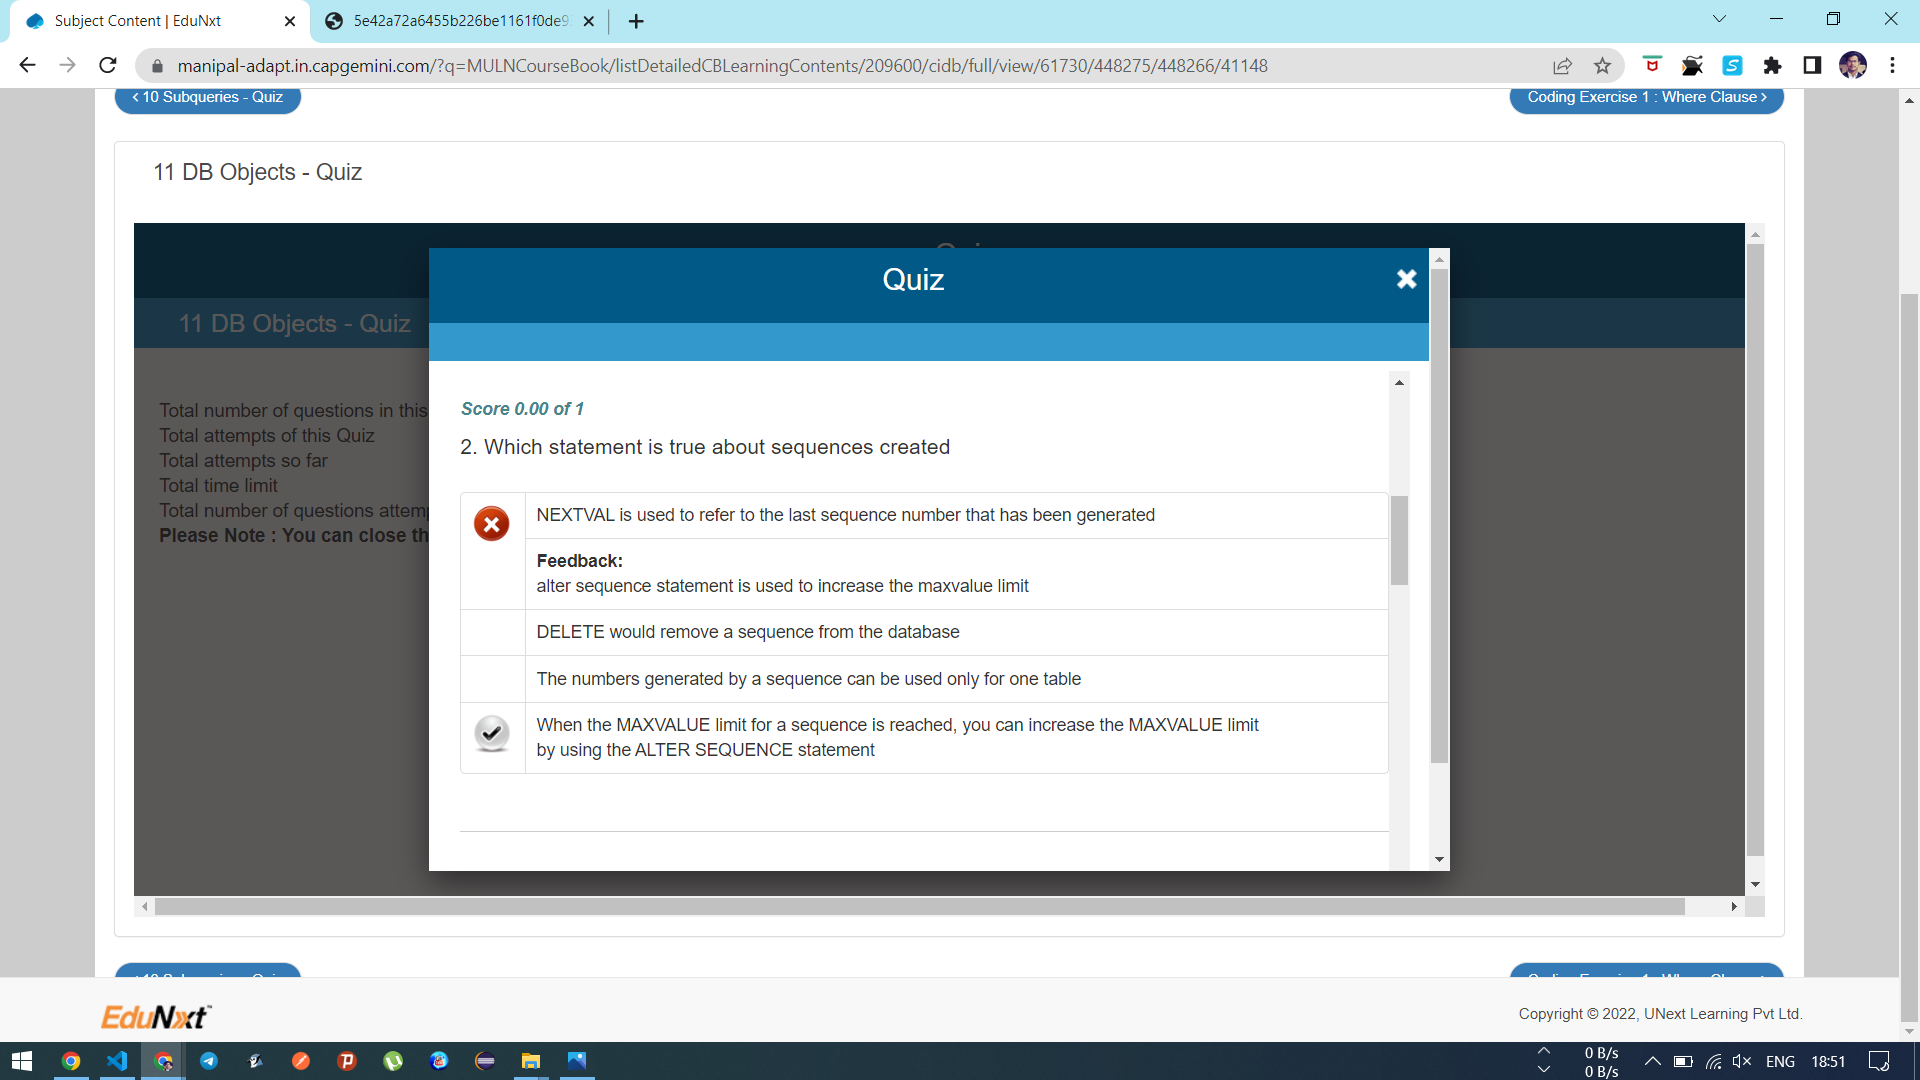 Subject Content | EduNxt
5e42a72a6455b226be1161f0de9
manipal-adapt.in.capgemini.com/?q=MULNCourseBook/listDetailedCBLearningContents/209600/cidb/full/view/61730/448275/448266/41148
< 10 Subqueries - Quiz
Coding Exercise 1 : Where Clause >
11 DB Objects - Quiz
Quiz
11 DB Objects - Quiz
Total number of questions in this
Total attempts of this Quiz
Total attempts so far
Total time limit
Total number of questions attem
Please Note : You can close th
Score 0.00 of 1
2. Which statement is true about sequences created
NEXTVAL is used to refer to the last sequence number that has been generated
Feedback:
alter sequence statement is used to increase the maxvalue limit
DELETE would remove a sequence from the database
The numbers generated by a sequence can be used only for one table
When the MAXVALUE limit for a sequence is reached, you can increase the MAXVALUE limit
by using the ALTER SEQUENCE statement
EduNxt
Copyright © 2022, UNext Learning Pvt Ltd.
0 B/s
0 B/s
ENG
18:51